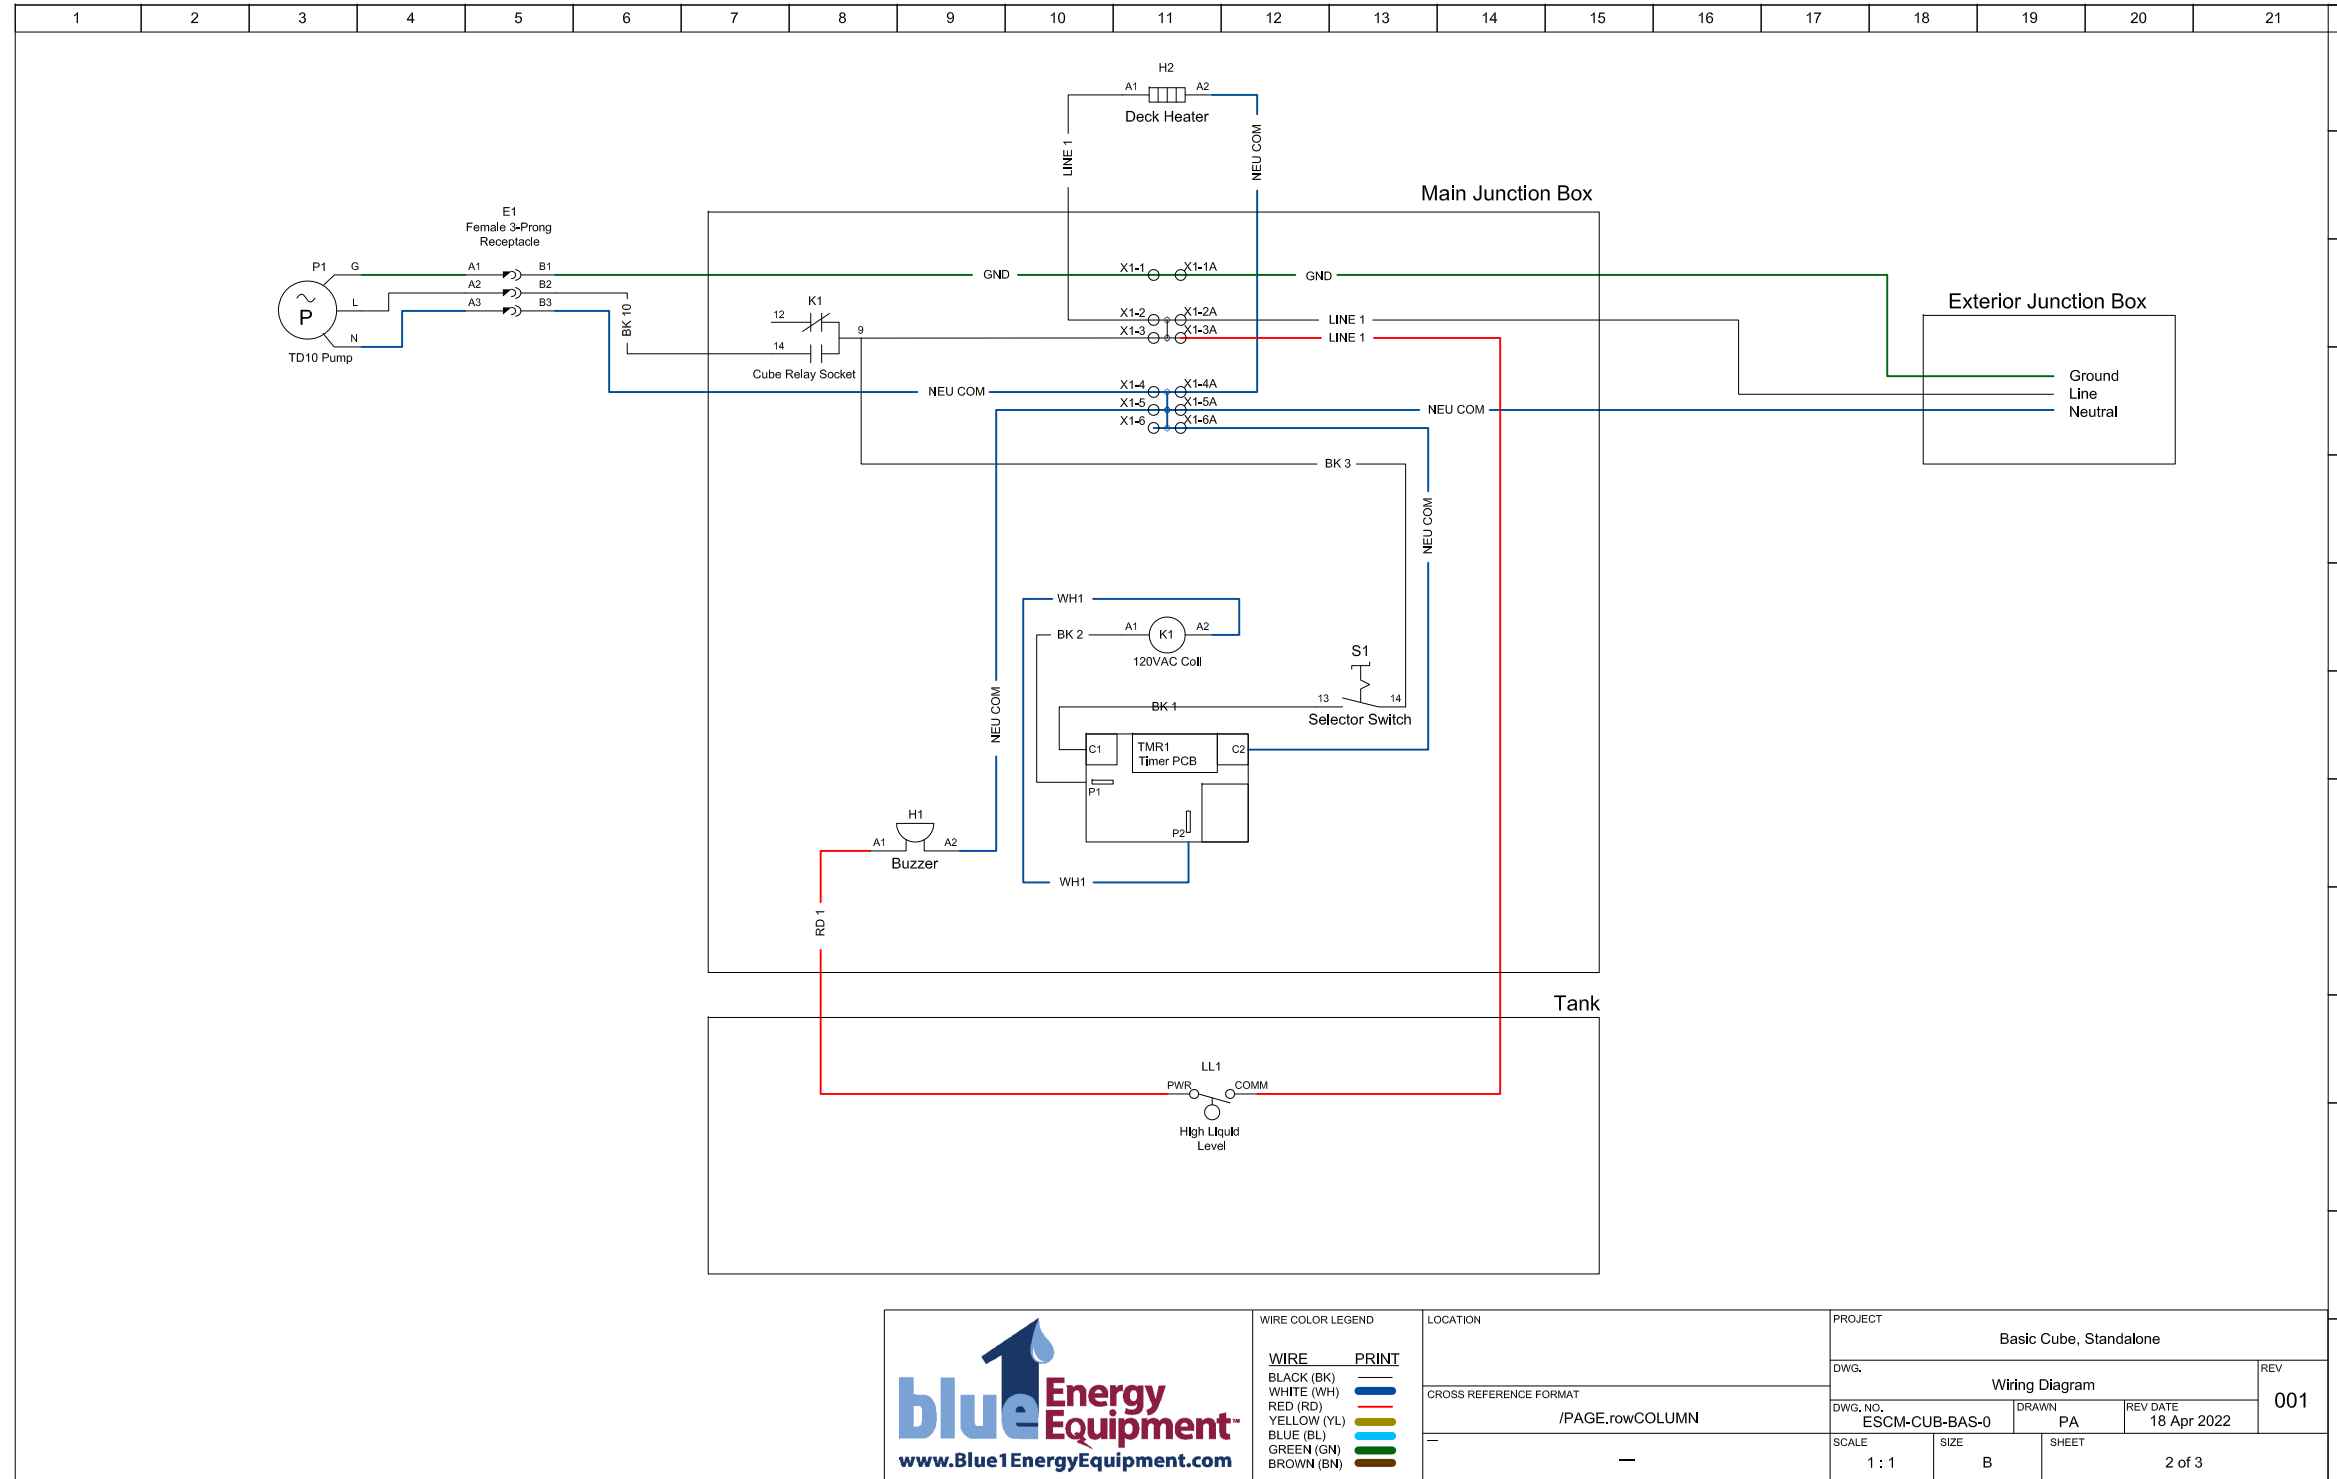 1 2 3 4 5 6 7 8 9 10 11 12 13 14 15 16 17 18 19 20 21
H2
A1 A2
Deck Heater
LINE 1
NEU COM
Main Junction Box
E1
Female 3-Prong
Receptacle
P1 G
A1 B1
GND
X1-1 X1-1A
GND
A2 B2
L
A3 B3
P
N
TD10 Pump
BK 10
K1
12
14
9
Cube Relay Socket
X1-2 X1-2A
LINE 1
X1-3 X1-3A
LINE 1
NEU COM
X1-4 X1-4A
X1-5 X1-5A
NEU COM
X1-6 X1-6A
Exterior Junction Box
Ground
Line
Neutral
BK 3
NEU COM
WH1
BK 2
A1 K1 A2
120VAC Coil
S1
13 14
Selector Switch
BK 1
NEU COM
C1
TMR1
Timer PCB
C2
P1
P2
H1
A1 A2
Buzzer
WH1
RD 1
Tank
LL1
PWR COMM
High Liquid
Level
blue1 Energy
Equipment™
www.Blue1EnergyEquipment.com
WIRE COLOR LEGEND
WIRE PRINT
BLACK (BK)
WHITE (WH)
RED (RD)
YELLOW (YL)
BLUE (BL)
GREEN (GN)
BROWN (BN)
LOCATION
CROSS REFERENCE FORMAT
/PAGE.rowCOLUMN
PROJECT
Basic Cube, Standalone
DWG.
Wiring Diagram
REV
001
DWG. NO.
ESCM-CUB-BAS-0
DRAWN
PA
REV DATE
18 Apr 2022
SCALE
1 : 1
SIZE
B
SHEET
2 of 3